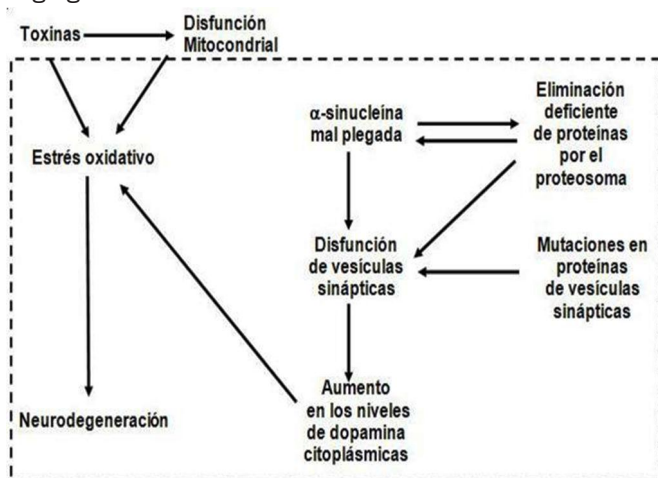 Toxinas
Disfunción
Mitocondrial
Estrés oxidativo
α-sinucleína
mal plegada
Eliminación
deficiente
de proteínas
por el
proteosoma
Disfunción
de vesículas
sinápticas
Mutaciones en
proteínas
de vesículas
sinápticas
Neurodegeneración
Aumento
en los niveles
de dopamina
citoplásmicas